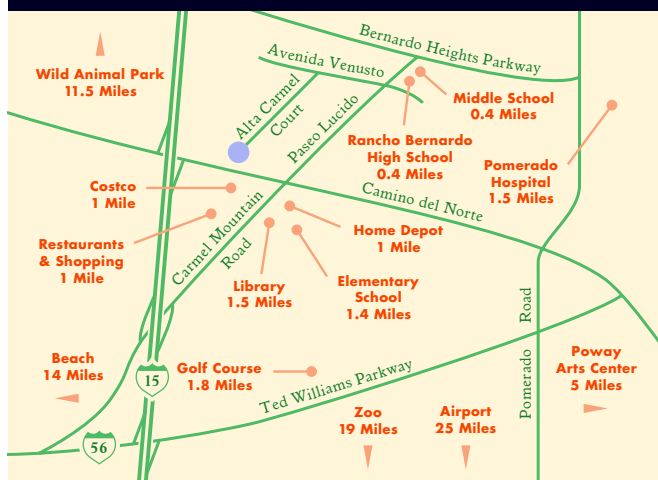 Bernardo Heights Parkway
Avenida Venusto
Wild Animal Park
11.5 Miles
Alta Carmel
Court
Paseo Lucido
Middle School
0.4 Miles
Rancho Bernardo
High School
0.4 Miles
Pomerado
Hospital
1.5 Miles
Costco
1 Mile
Camino del Norte
Carmel Mountain
Road
Restaurants
& Shopping
1 Mile
Home Depot
1 Mile
Library
1.5 Miles
Elementary
School
1.4 Miles
Pomerado Road
Beach
14 Miles
15
Golf Course
1.8 Miles
Ted Williams Parkway
Poway
Arts Center
5 Miles
Zoo
19 Miles
Airport
25 Miles
56